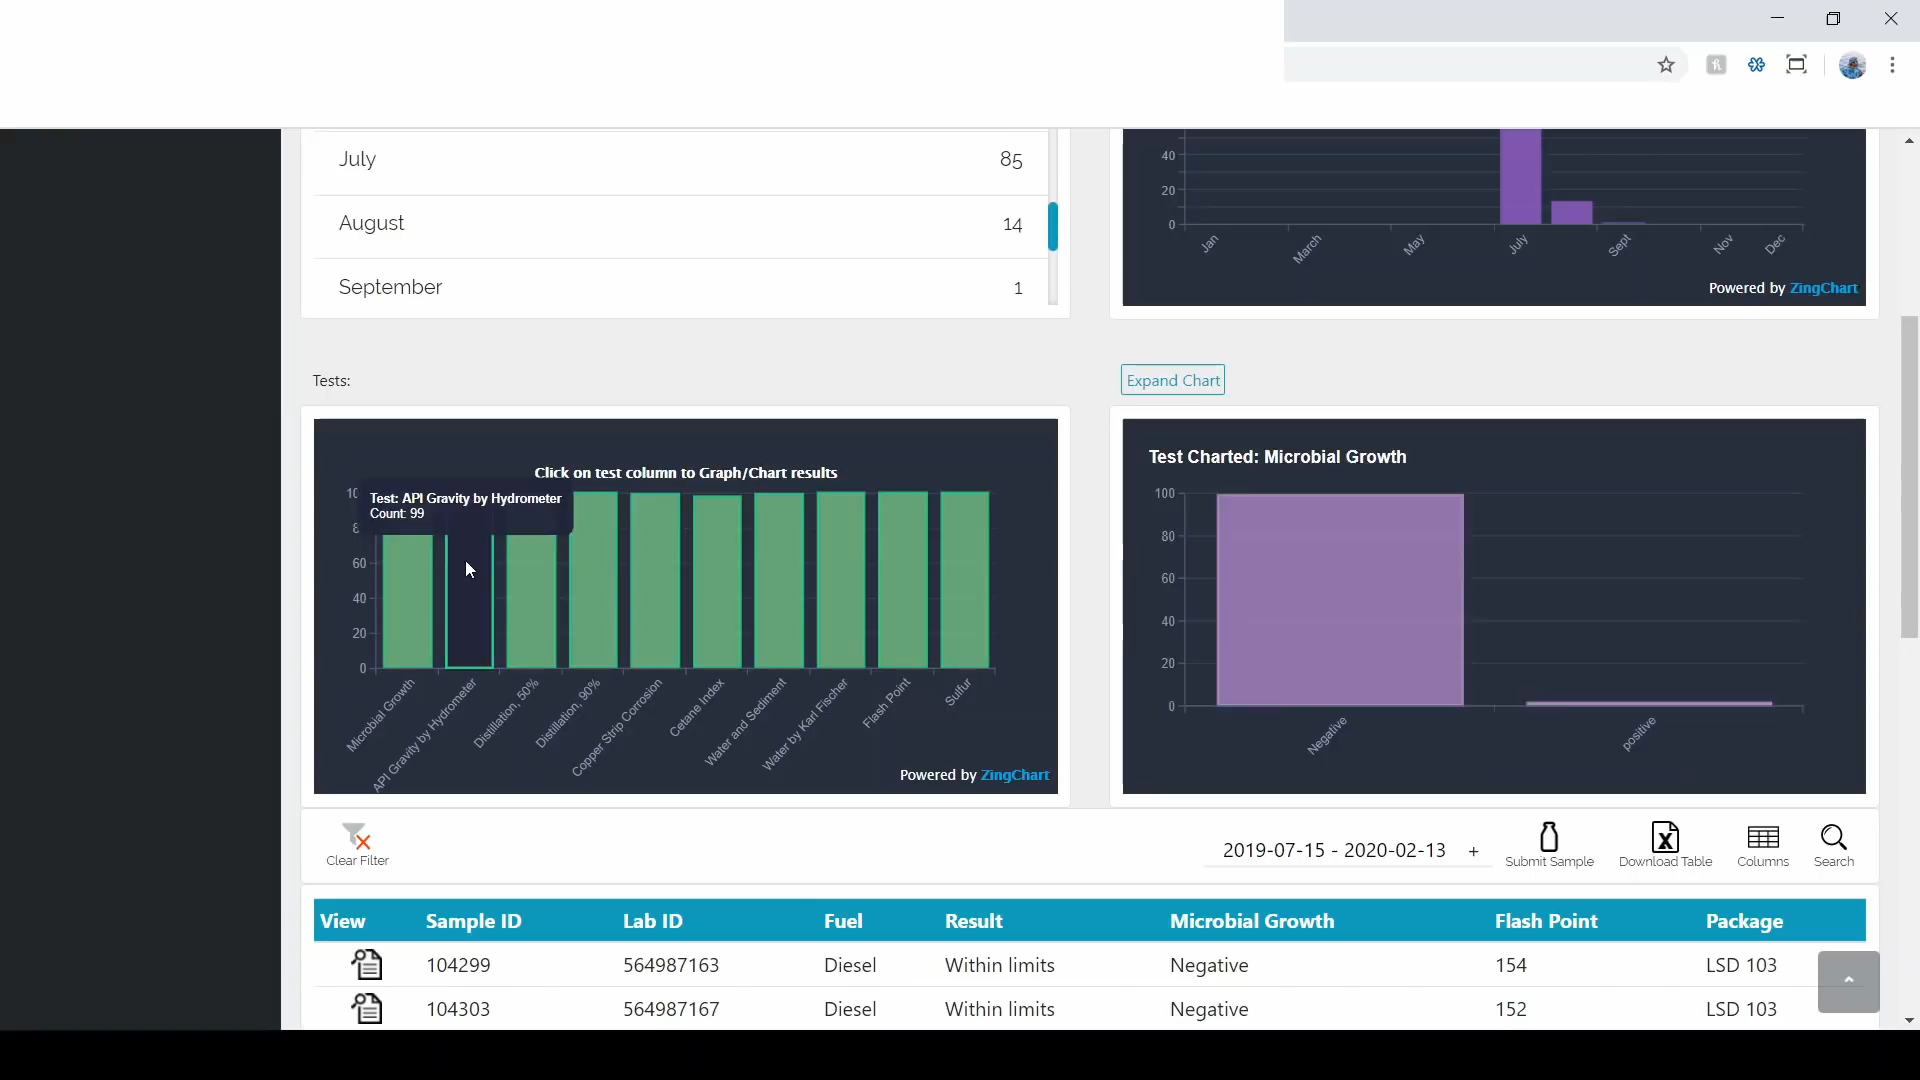 July 85
August 14
September 1
40
20
0
Jan March May July Sept Nov Dec
Powered by ZingChart
Tests:
Expand Chart
Click on test column to Graph/Chart results
Test: API Gravity by Hydrometer
Count: 99
60
40
20
0
Microbial Growth
API Gravity by Hydrometer
Distillation, 50%
Distillation, 90%
Copper Strip Corrosion
Cetane Index
Water and Sediment
Water by Karl Fischer
Flash Point
Sulfur
Powered by ZingChart
Test Charted: Microbial Growth
100
80
60
40
20
0
Negative positive
Clear Filter
2019-07-15 - 2020-02-13 +
Submit Sample
Download Table
Columns
Search
View Sample ID Lab ID Fuel Result Microbial Growth Flash Point Package
104299 564987163 Diesel Within limits Negative 154 LSD 103
104303 564987167 Diesel Within limits Negative 152 LSD 103